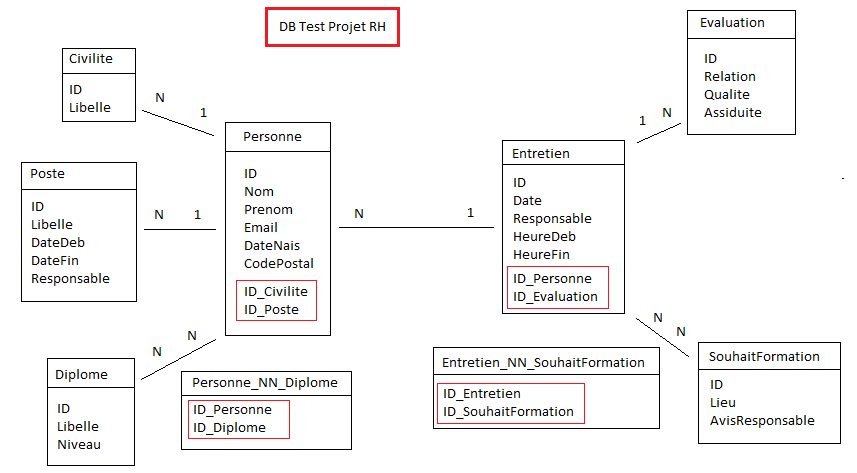 DB Test Projet RH
Civilite
ID
Libelle
N
1
Poste
ID
Libelle
DateDeb
DateFin
Responsable
N
1
Diplome
ID
Libelle
Niveau
N
N
Personne
ID
Nom
Prenom
Email
DateNais
CodePostal
ID_Civilite
ID_Poste
Personne_NN_Diplome
ID_Personne
ID_Diplome
N
1
Entretien
ID
Date
Responsable
HeureDeb
HeureFin
ID_Personne
ID_Evaluation
1
N
Evaluation
ID
Relation
Qualite
Assiduite
N
N
Entretien_NN_SouhaitFormation
ID_Entretien
ID_SouhaitFormation
SouhaitFormation
ID
Lieu
AvisResponsable